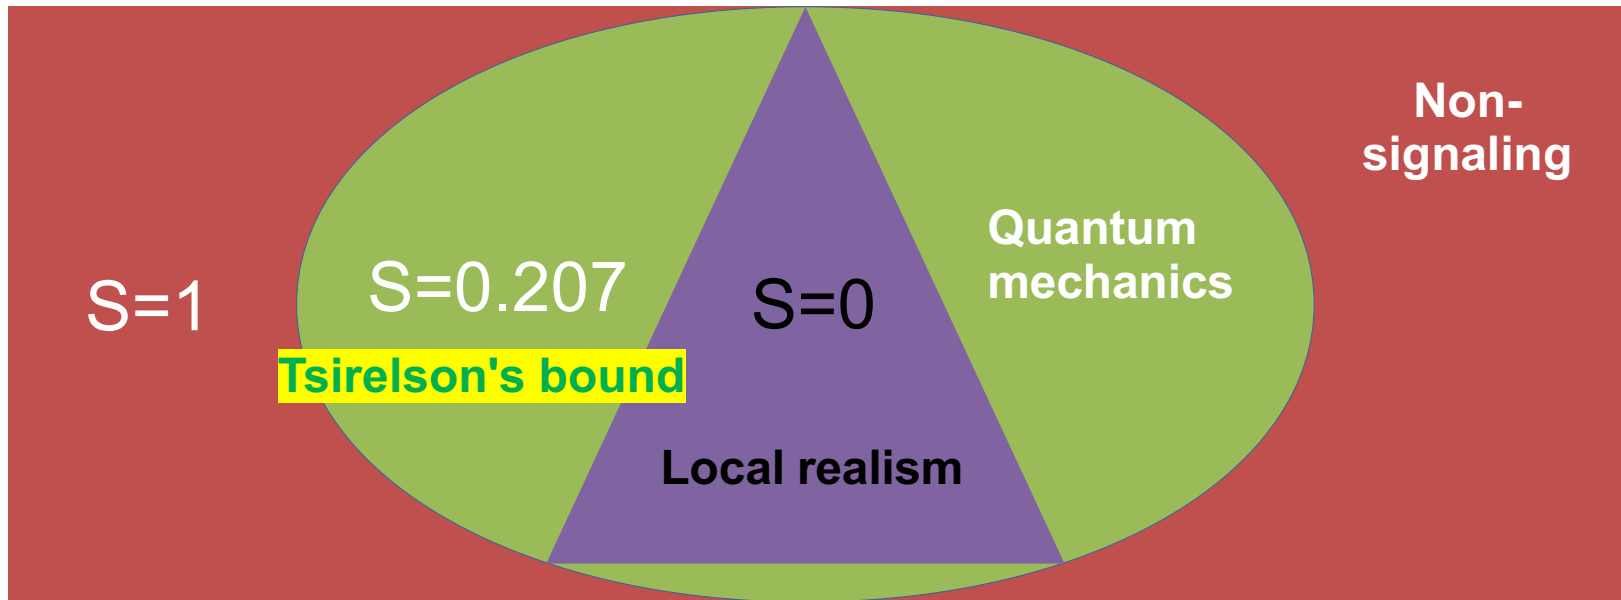 Non-
signaling
Quantum
mechanics
S=1
S=0.207
S=0
Tsirelson's bound
Local realism